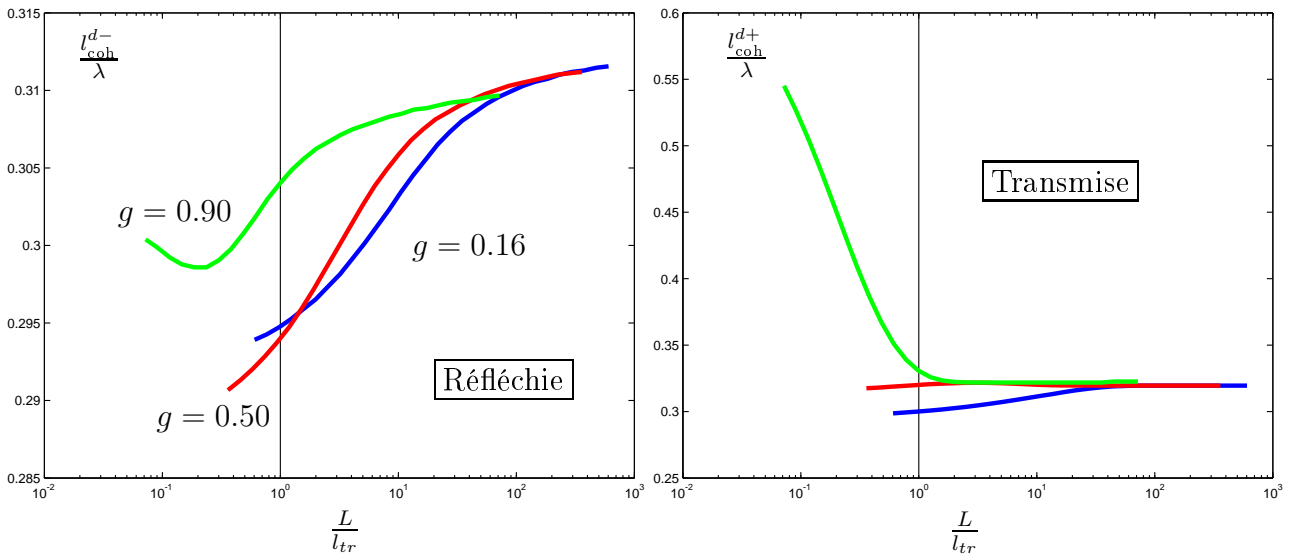 0.315
0.31
0.305
0.3
0.295
0.29
0.285
l_coh^{d−} / λ
g = 0.90
g = 0.16
g = 0.50
Réfléchie
10^-2 10^-1 10^0 10^1 10^2 10^3
L / l_tr
0.6
0.55
0.5
0.45
0.4
0.35
0.3
0.25
l_coh^{d+} / λ
Transmise
10^-2 10^-1 10^0 10^1 10^2 10^3
L / l_tr